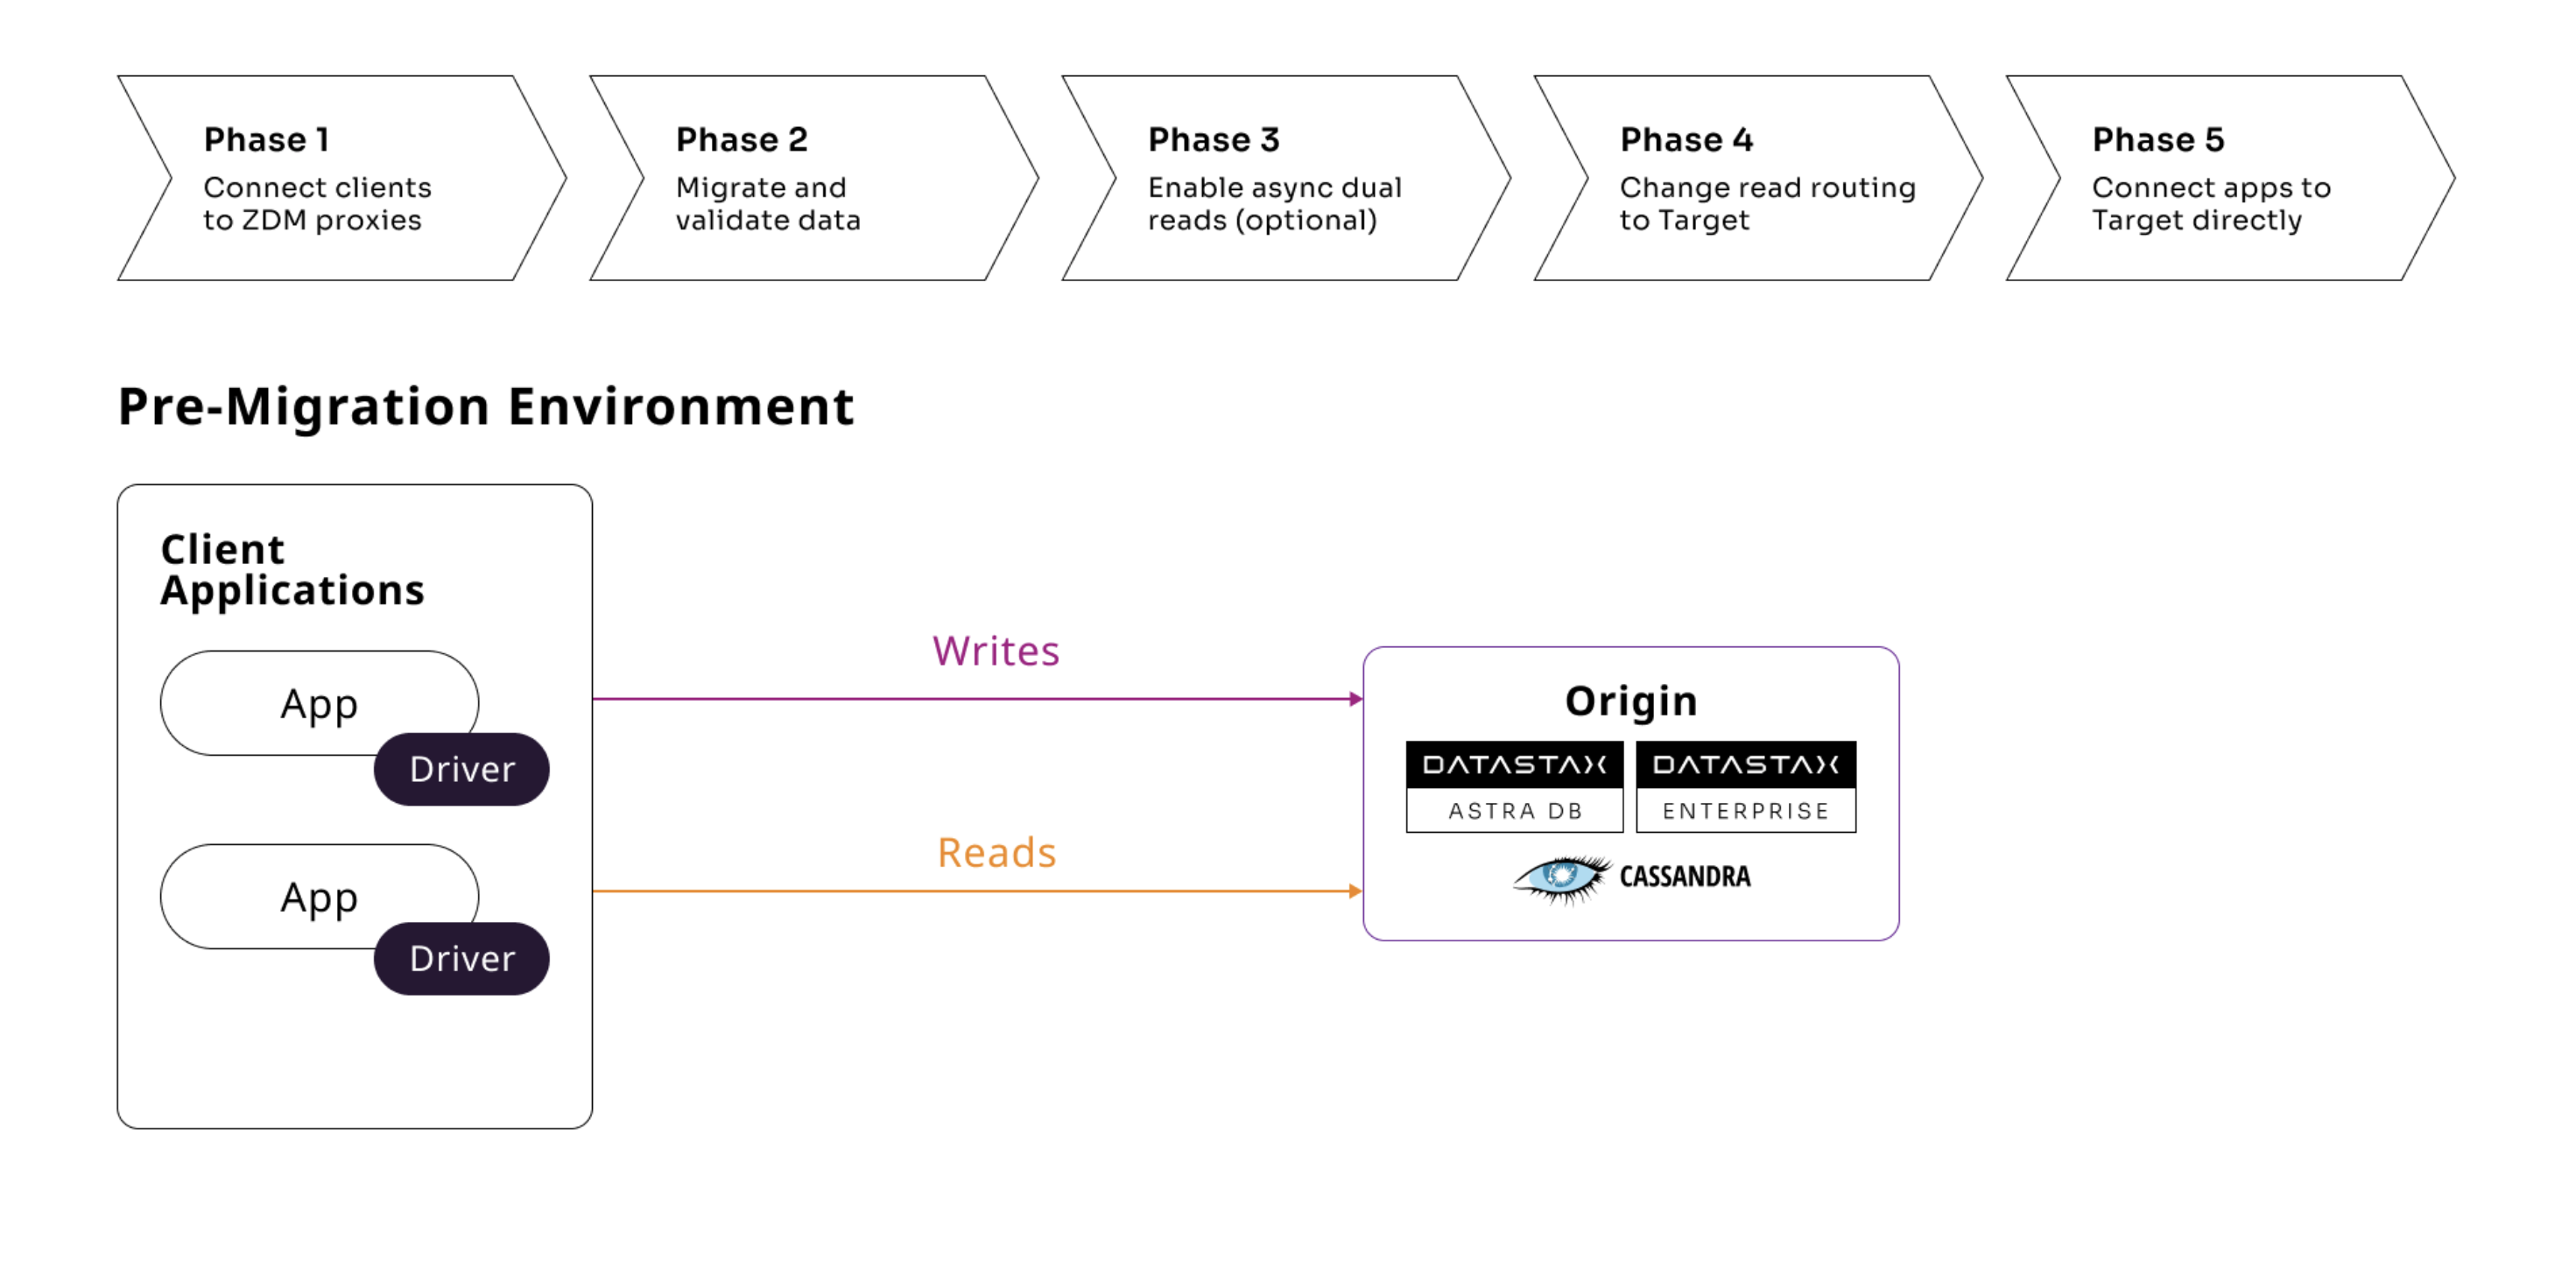 Phase 1
Connect clients
to ZDM proxies
Phase 2
Migrate and
validate data
Phase 3
Enable async dual
reads (optional)
Phase 4
Change read routing
to Target
Phase 5
Connect apps to
Target directly
Pre-Migration Environment
Client
Applications
App
Driver
App
Driver
Writes
Reads
Origin
DATASTAX
ASTRA DB
DATASTAX
ENTERPRISE
CASSANDRA